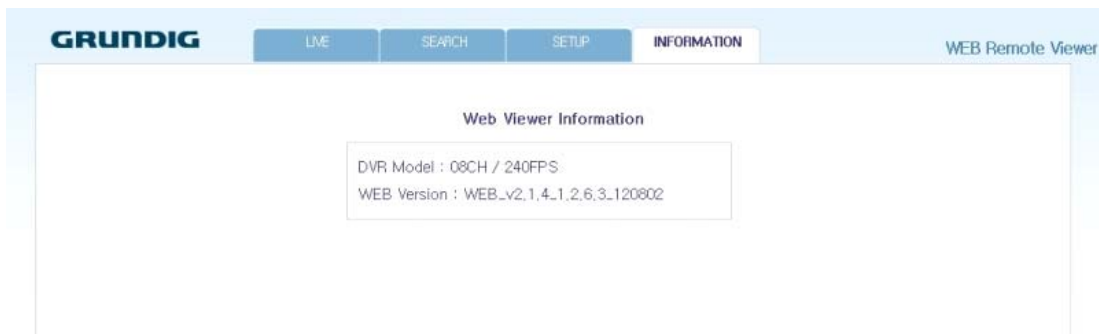 GRUNDIG LIVE SEARCH SETUP INFORMATION WEB Remote Viewer
Web Viewer Information
DVR Model : 08CH / 240FPS
WEB Version : WEB_v2,1,4_1,2,6,3_120802